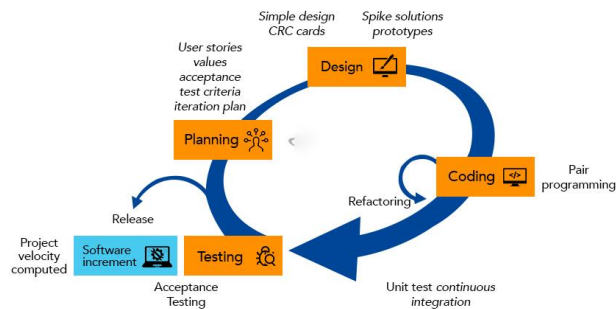 Simple design
CRC cards
Spike solutions
prototypes
Design
User stories
values
acceptance
test criteria
iteration plan
Planning
Coding
Pair
programming
Refactoring
Release
Project
velocity
computed
Software
increment
Testing
Acceptance
Testing
Unit test continuous
integration